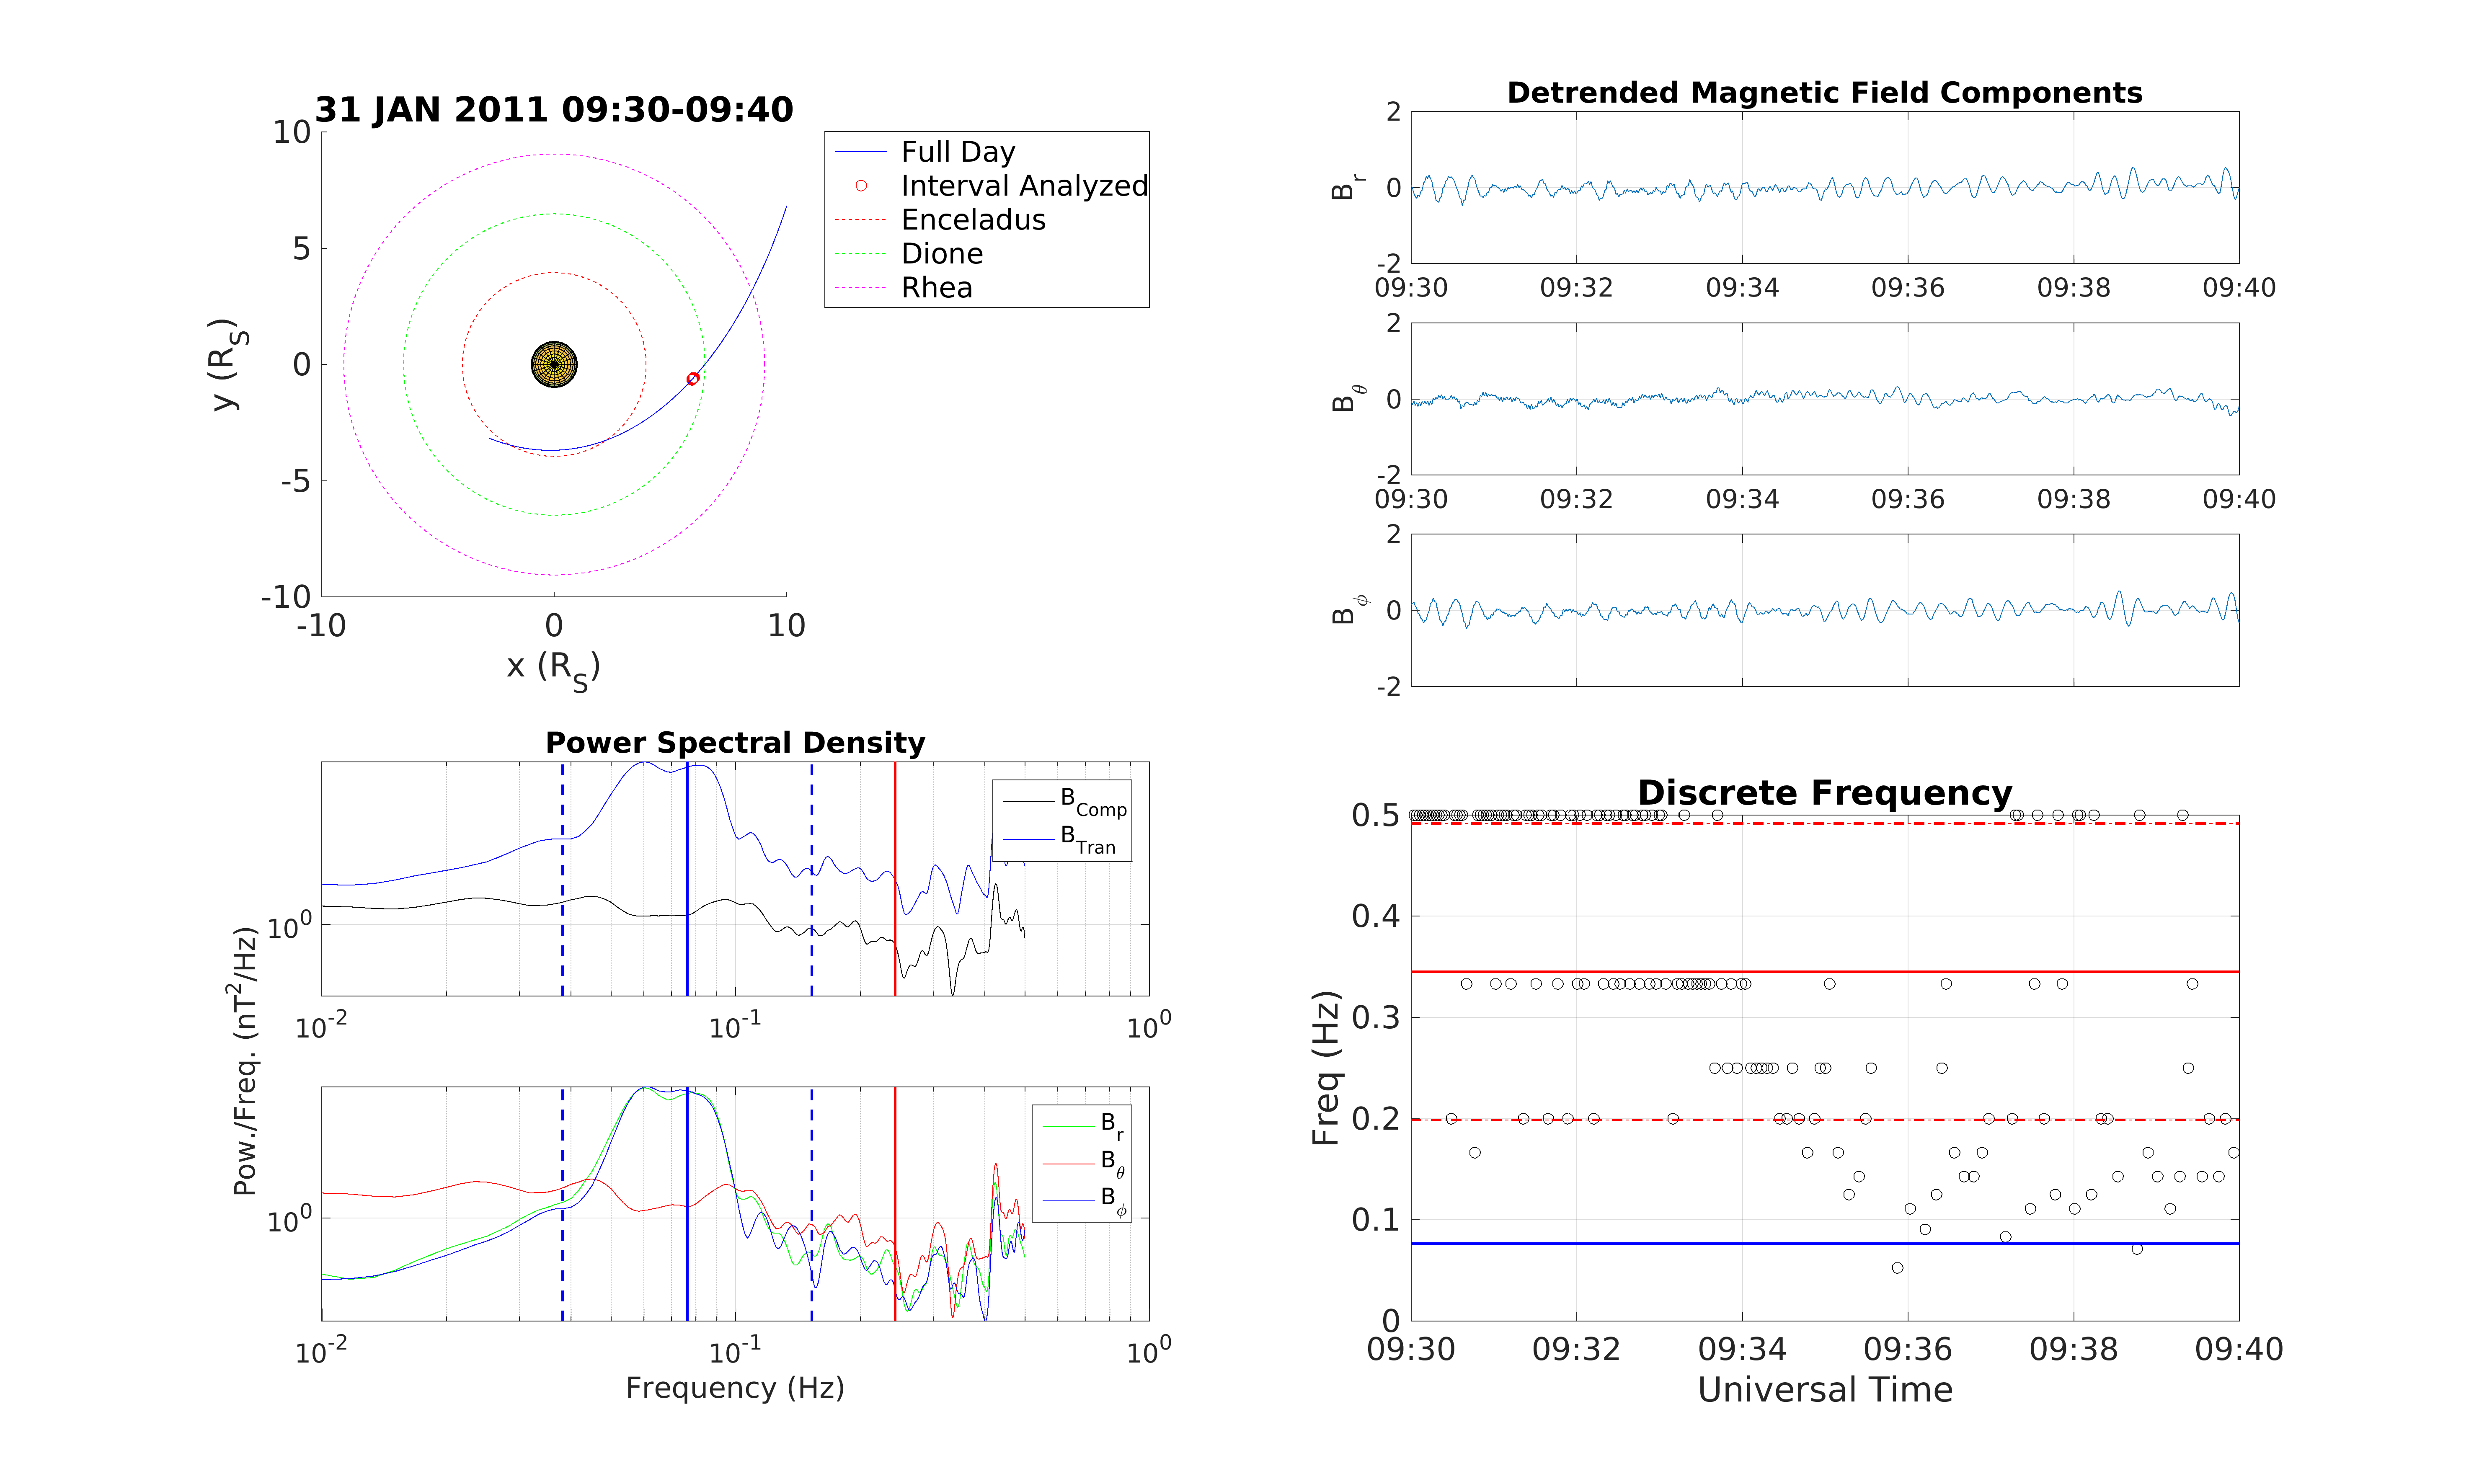 31 JAN 2011 09:30-09:40
10
5
0
-5
-10
y (R_S)
-10
0
10
x (R_S)
Full Day
Interval Analyzed
Enceladus
Dione
Rhea
Detrended Magnetic Field Components
2
0
-2
B_r
09:30 09:32 09:34 09:36 09:38 09:40
2
0
-2
B_θ
09:30 09:32 09:34 09:36 09:38 09:40
2
0
-2
B_ϕ
Power Spectral Density
B_Comp
B_Tran
10^0
10^-2 10^-1 10^0
Pow./Freq. (nT^2/Hz)
B_r
B_θ
B_ϕ
10^0
10^-2 10^-1 10^0
Frequency (Hz)
Discrete Frequency
0.5
0.4
0.3
0.2
0.1
0
Freq (Hz)
09:30 09:32 09:34 09:36 09:38 09:40
Universal Time